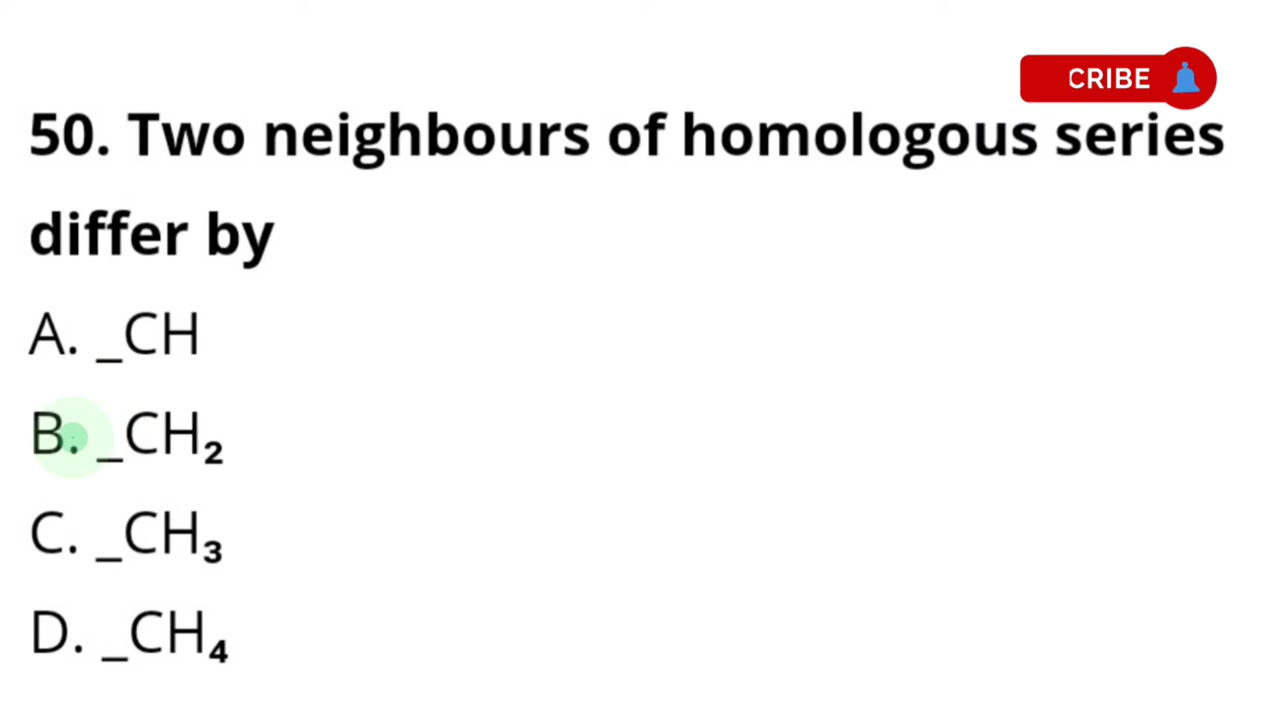 CRIBE
50. Two neighbours of homologous series
differ by
A. _CH
B. _CH₂
C. _CH₃
D. _CH₄